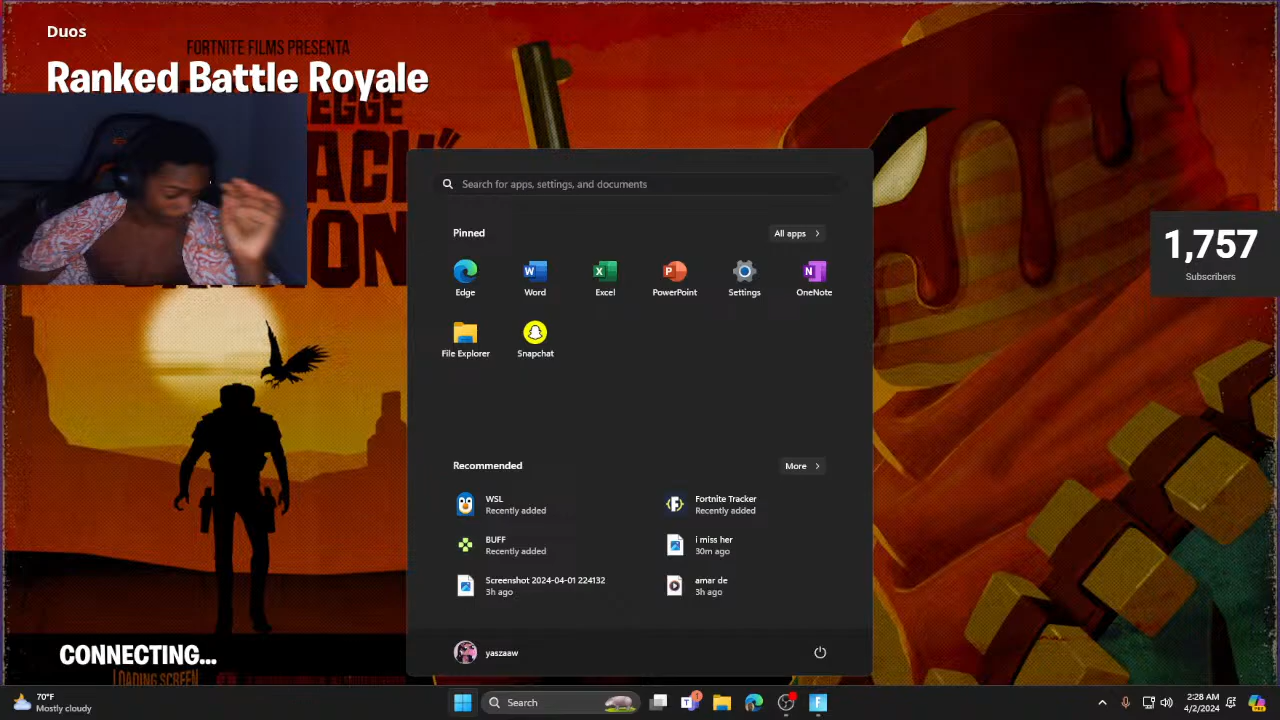 Duos
FORTNITE FILMS PRESENTA
Ranked Battle Royale
1,757
Subscribers
Search for apps, settings, and documents
Pinned
All apps
Edge
Word
Excel
PowerPoint
Settings
OneNote
File Explorer
Snapchat
Recommended
More
WSL
Recently added
Fortnite Tracker
Recently added
BUFF
Recently added
i miss her
30m ago
Screenshot 2024-04-01 224132
3h ago
amar de
3h ago
yaszaaw
CONNECTING...
LOADING SCREEN
70°F
Mostly cloudy
Search
1
2:28 AM
4/2/2024